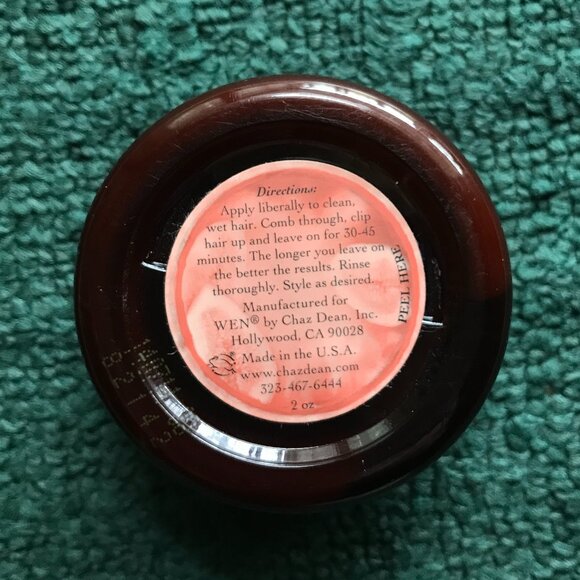 Directions:
Apply liberally to clean,
wet hair. Comb through, clip
hair up and leave on for 30-45
minutes. The longer you leave on
the better the results. Rinse
thoroughly. Style as desired.
Manufactured for
WEN® by Chaz Dean, Inc.
Hollywood, CA 90028
Made in the U.S.A.
www.chazdean.com
323-467-6444
2 oz
PEEL HERE